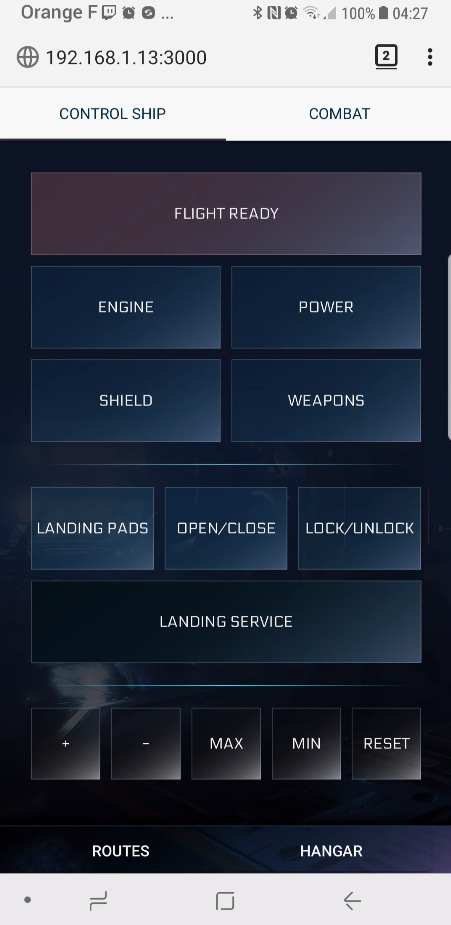 Orange F ... 100% 04:27
192.168.1.13:3000 2
CONTROL SHIP COMBAT
FLIGHT READY
ENGINE POWER
SHIELD WEAPONS
LANDING PADS OPEN/CLOSE LOCK/UNLOCK
LANDING SERVICE
+ - MAX MIN RESET
ROUTES HANGAR